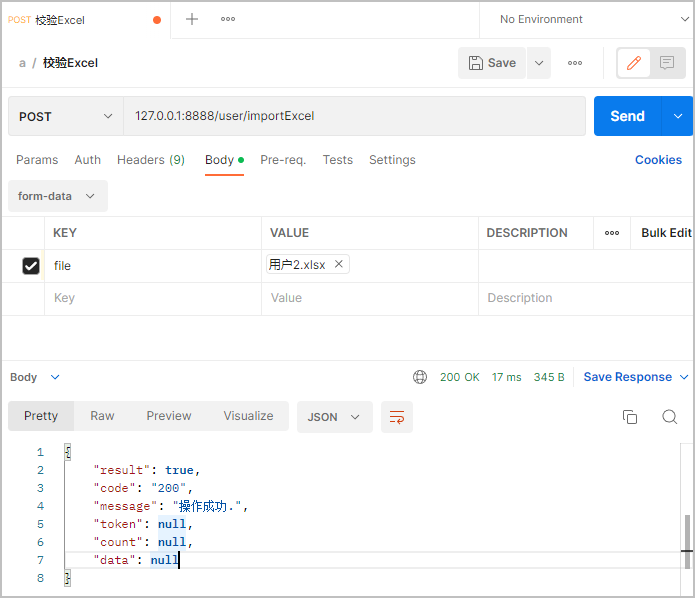 POST 校验Excel
No Environment
a / 校验Excel
Save
POST 127.0.0.1:8888/user/importExcel Send
Params Auth Headers (9) Body Pre-req. Tests Settings Cookies
form-data
KEY VALUE DESCRIPTION Bulk Edit
file 用户2.xlsx
Key Value Description
Body 200 OK 17 ms 345 B Save Response
Pretty Raw Preview Visualize JSON
1 {
2 "result": true,
3 "code": "200",
4 "message": "操作成功.",
5 "token": null,
6 "count": null,
7 "data": null
8 }